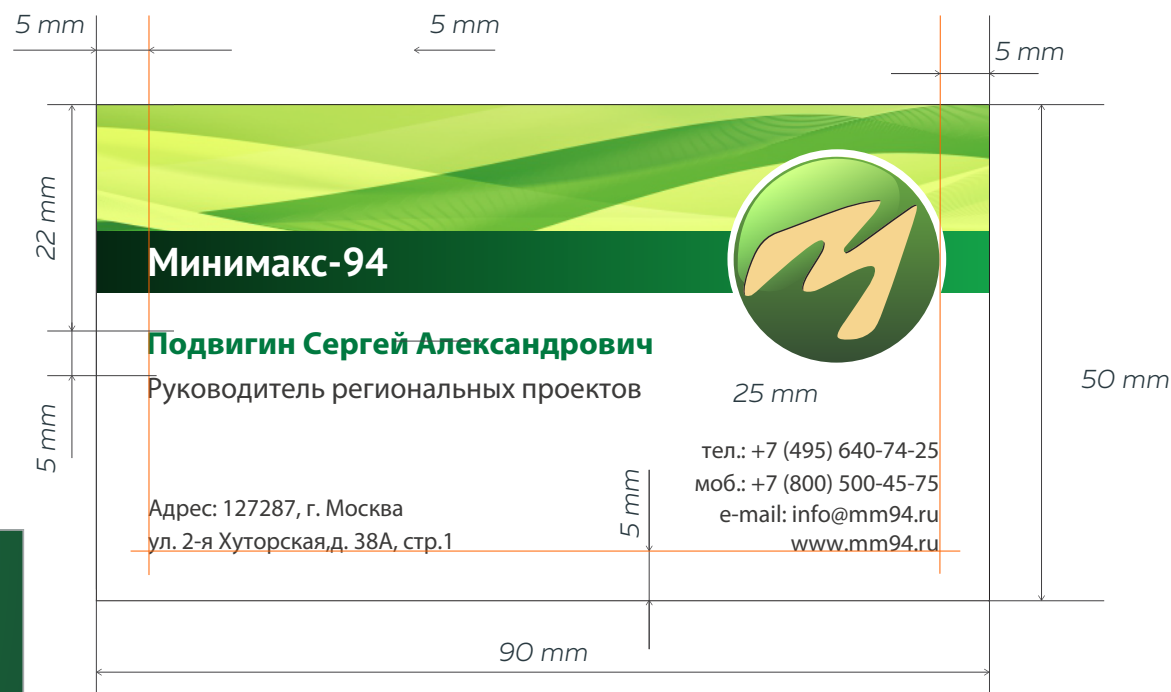 5 mm
5 mm
5 mm
22 mm
Минимакс-94
Подвигин Сергей Александрович
Руководитель региональных проектов
25 mm
50 mm
5 mm
тел.: +7 (495) 640-74-25
моб.: +7 (800) 500-45-75
e-mail: info@mm94.ru
www.mm94.ru
5 mm
Адрес: 127287, г. Москва
ул. 2-я Хуторская,д. 38А, стр.1
90 mm